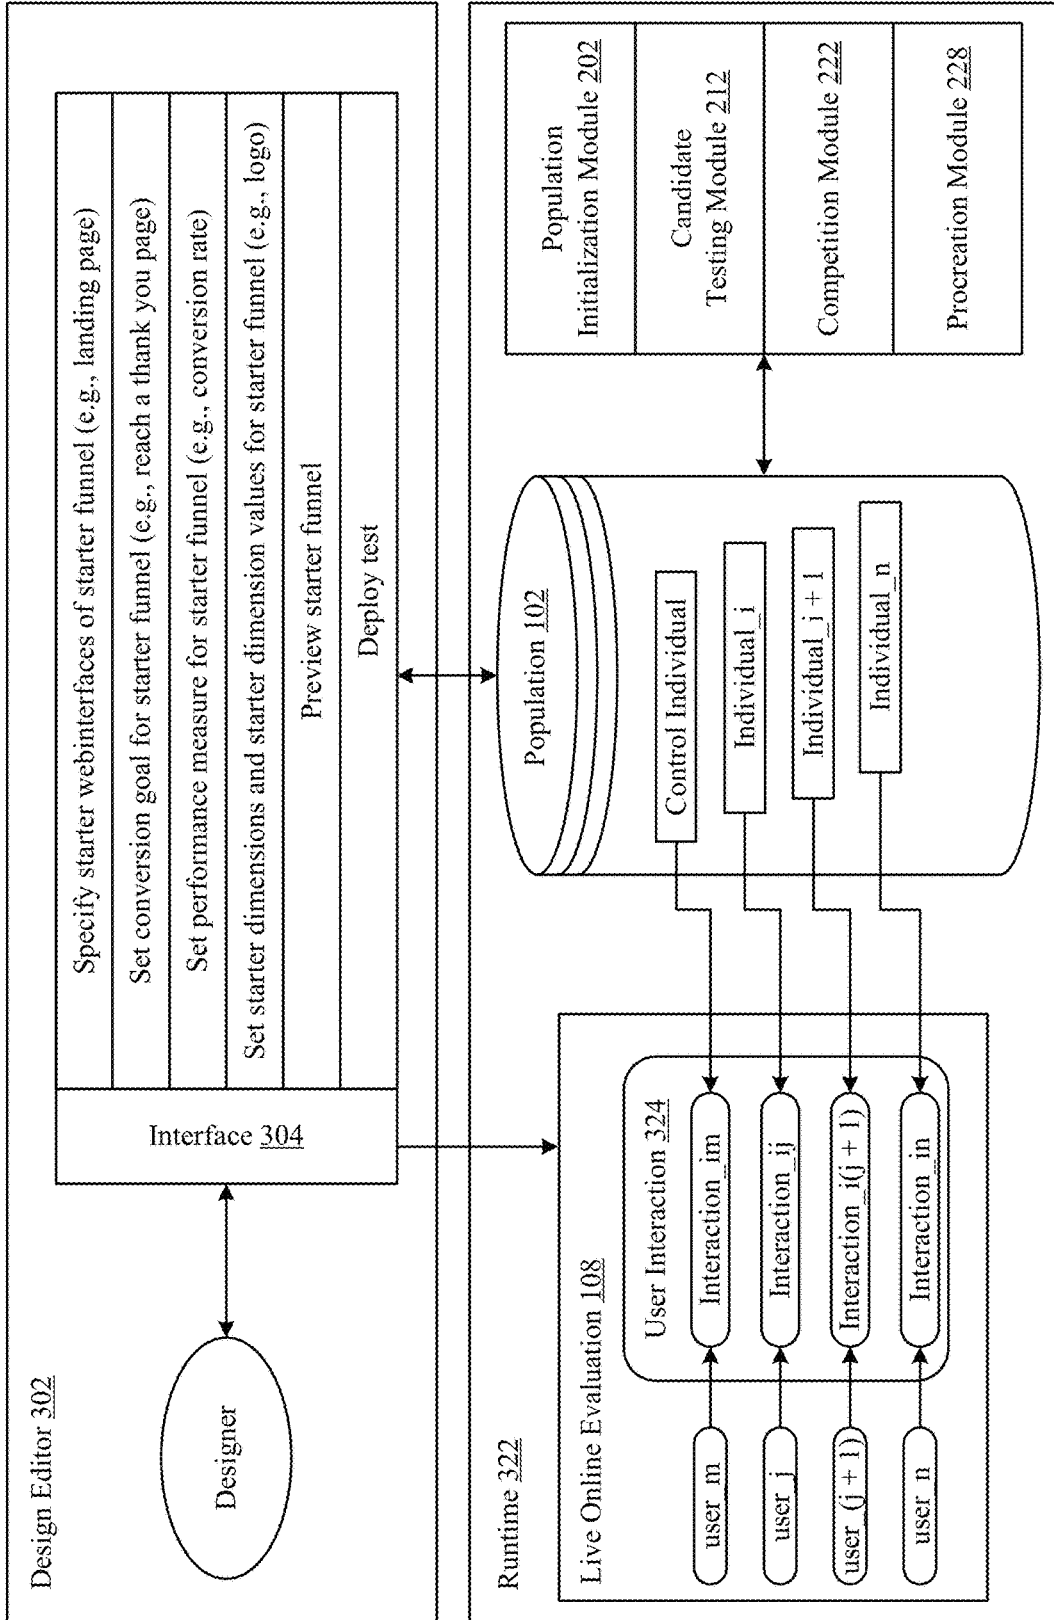 Design Editor 302
Designer
Interface 304
Specify starter webinterfaces of starter funnel (e.g., landing page)
Set conversion goal for starter funnel (e.g., reach a thank you page)
Set performance measure for starter funnel (e.g., conversion rate)
Set starter dimensions and starter dimension values for starter funnel (e.g., logo)
Preview starter funnel
Deploy test
Runtime 322
Live Online Evaluation 108
User Interaction 324
user_m
Interaction_im
user_j
Interaction_ij
user_(j + 1)
Interaction_i(j + 1)
user_n
Interaction_in
Population 102
Control Individual
Individual_i
Individual_j + 1
Individual_n
Population
Initialization Module 202
Candidate
Testing Module 212
Competition Module 222
Procreation Module 228